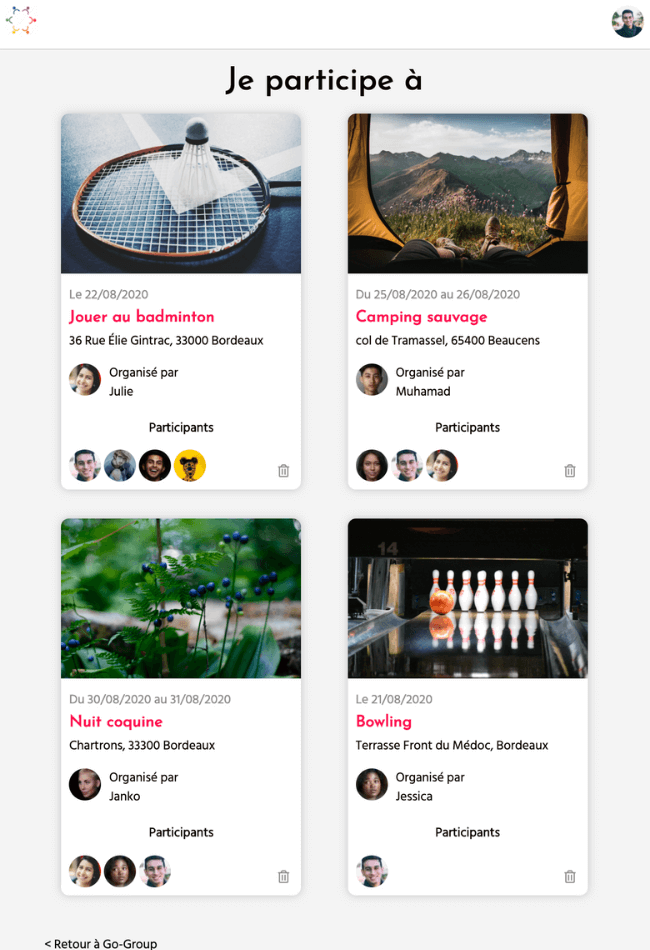 Je participe à
Le 22/08/2020
Jouer au badminton
36 Rue Élie Gintrac, 33000 Bordeaux
Organisé par
Julie
Participants
Du 25/08/2020 au 26/08/2020
Camping sauvage
col de Tramassel, 65400 Beaucens
Organisé par
Muhamad
Participants
Du 30/08/2020 au 31/08/2020
Nuit coquine
Chartrons, 33300 Bordeaux
Organisé par
Janko
Participants
14
Le 21/08/2020
Bowling
Terrasse Front du Médoc, Bordeaux
Organisé par
Jessica
Participants
< Retour à Go-Group